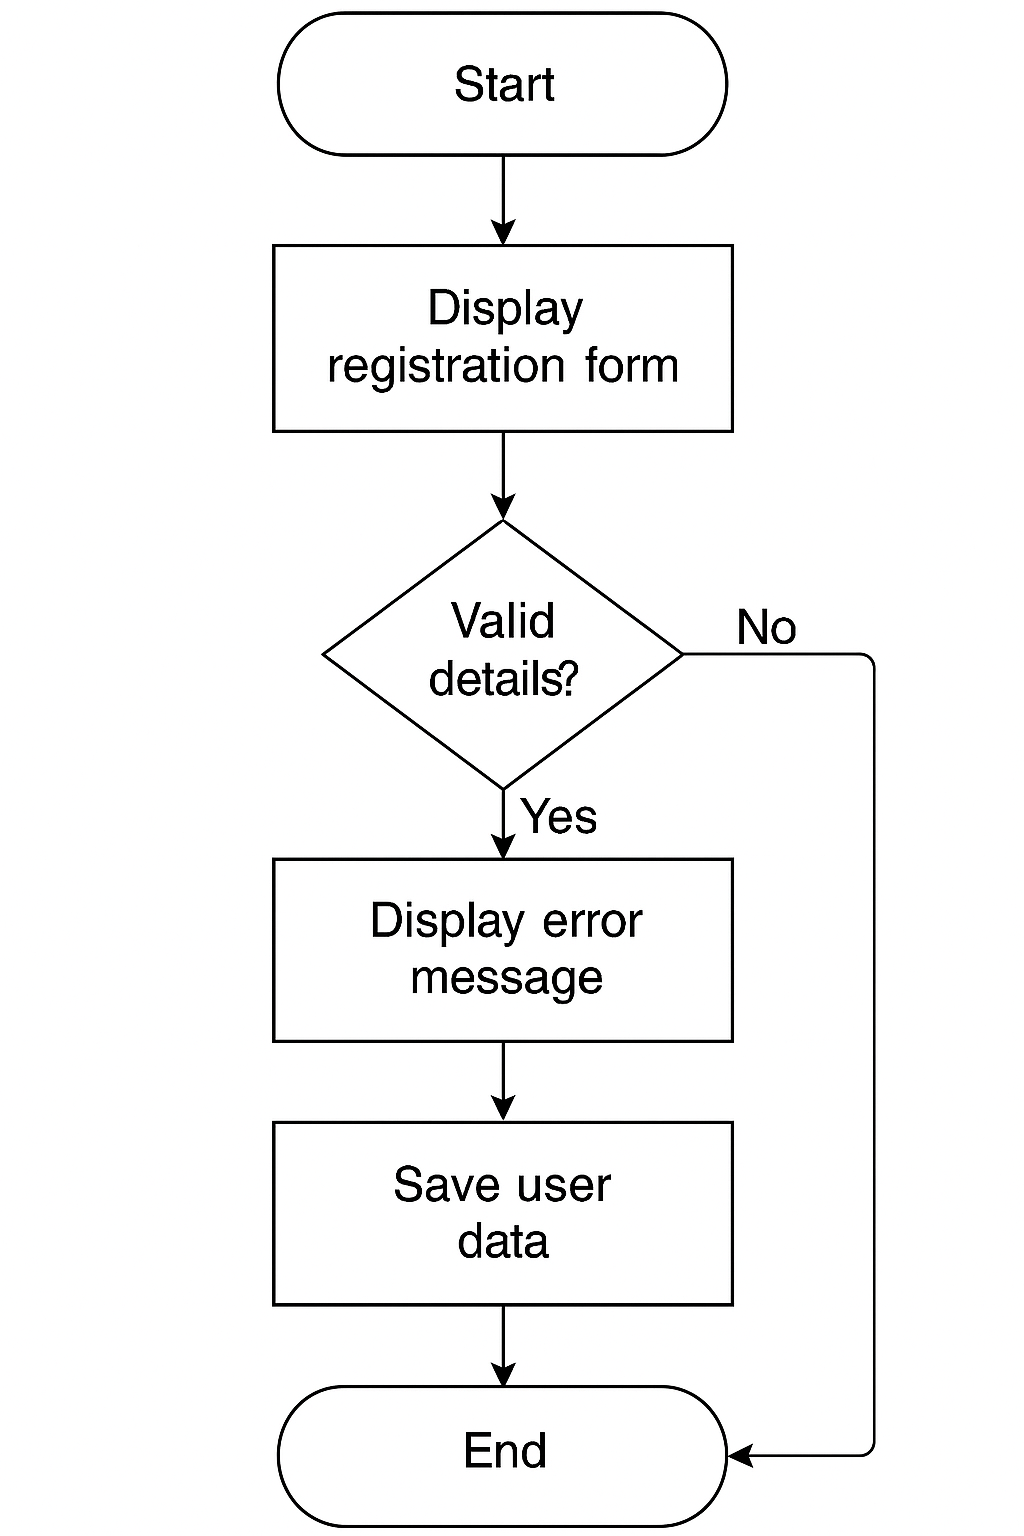 Start
Display
registration form
Valid
details?
No
Yes
Display error
message
Save user
data
End